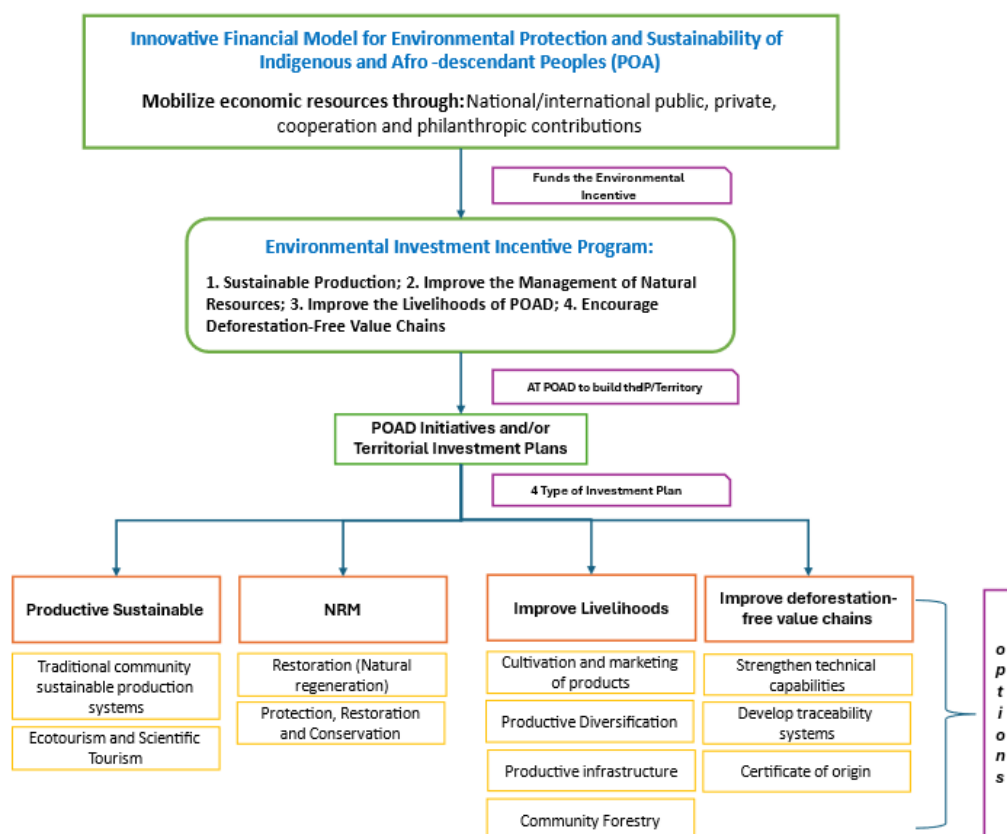 Innovative Financial Model for Environmental Protection and Sustainability of
Indigenous and Afro -descendant Peoples (POA)
Mobilize economic resources through:National/international public, private,
cooperation and philanthropic contributions
Funds the Environmental
Incentive
Environmental Investment Incentive Program:
1. Sustainable Production; 2. Improve the Management of Natural
Resources; 3. Improve the Livelihoods of POAD; 4. Encourage
Deforestation-Free Value Chains
AT POAD to build theIP/Territory
POAD Initiatives and/or
Territorial Investment Plans
4 Type of Investment Plan
Productive Sustainable
NRM
Improve Livelihoods
Improve deforestation-
free value chains
Traditional community
sustainable production
systems
Ecotourism and Scientific
Tourism
Restoration (Natural
regeneration)
Protection, Restoration
and Conservation
Cultivation and marketing
of products
Productive Diversification
Productive infrastructure
Community Forestry
Strengthen technical
capabilities
Develop traceability
systems
Certificate of origin
options